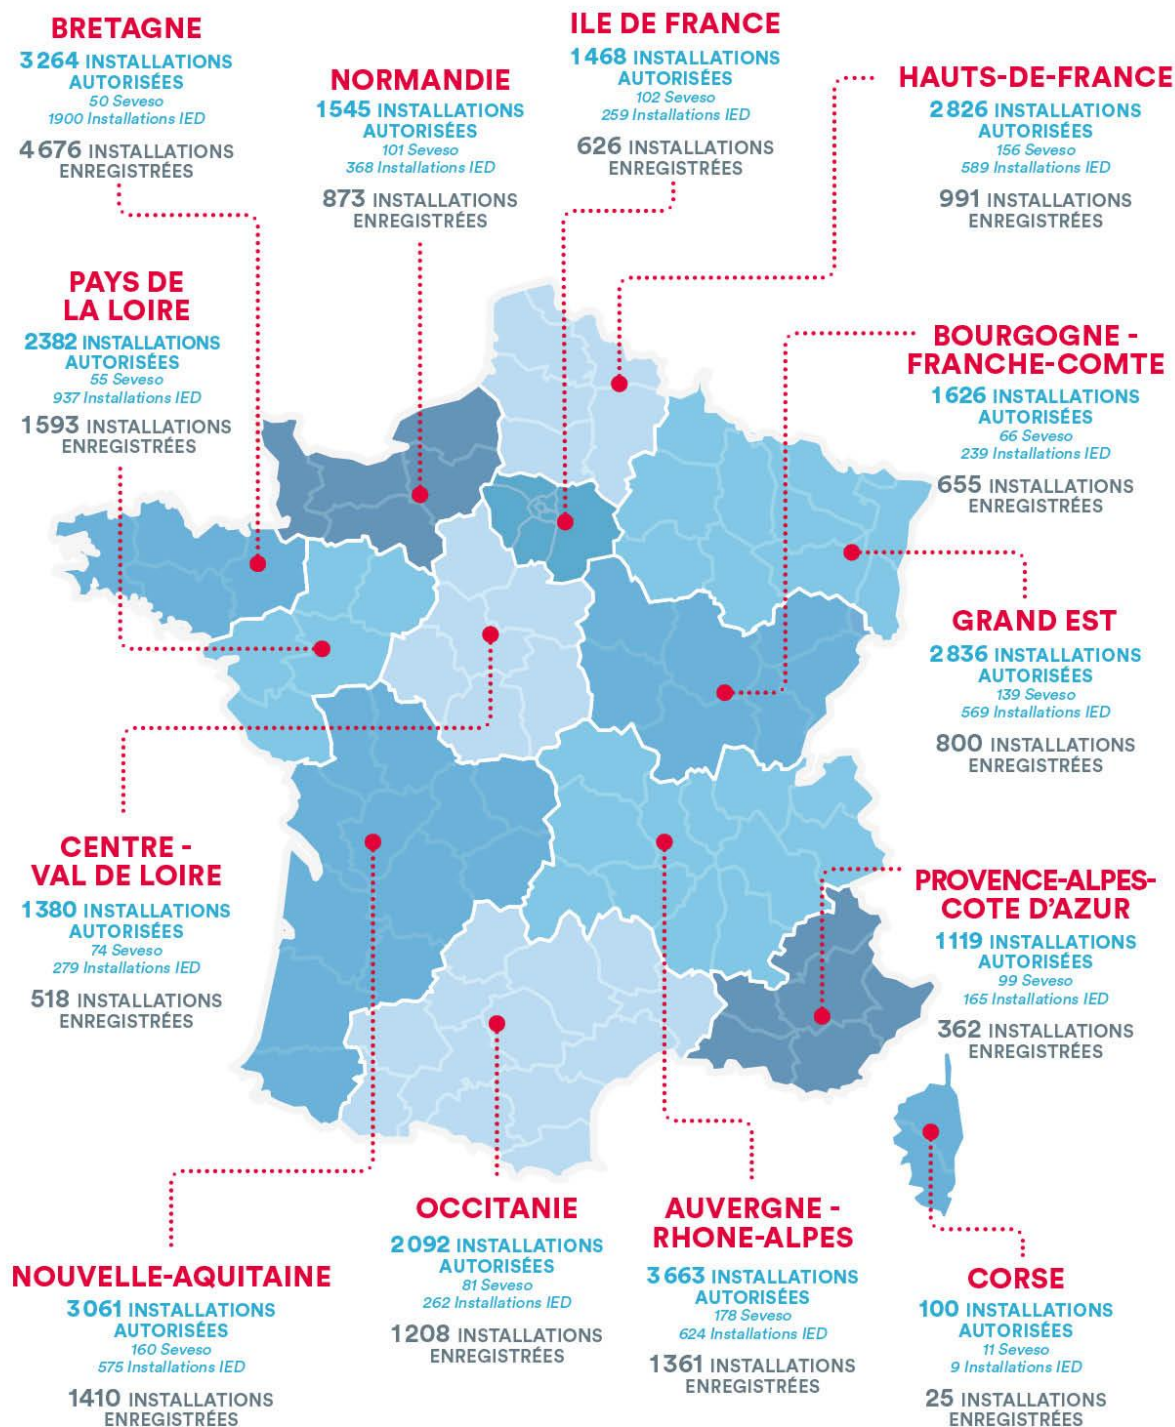 BRETAGNE
3 264 INSTALLATIONS
AUTORISÉES
50 Seveso
1900 Installations IED
4 676 INSTALLATIONS
ENREGISTRÉES
NORMANDIE
1 545 INSTALLATIONS
AUTORISÉES
101 Seveso
368 Installations IED
873 INSTALLATIONS
ENREGISTRÉES
ILE DE FRANCE
1 468 INSTALLATIONS
AUTORISÉES
102 Seveso
259 Installations IED
626 INSTALLATIONS
ENREGISTRÉES
HAUTS-DE-FRANCE
2 826 INSTALLATIONS
AUTORISÉES
156 Seveso
589 Installations IED
991 INSTALLATIONS
ENREGISTRÉES
PAYS DE
LA LOIRE
2382 INSTALLATIONS
AUTORISÉES
55 Seveso
937 Installations IED
1 593 INSTALLATIONS
ENREGISTRÉES
BOURGOGNE -
FRANCHE-COMTE
1 626 INSTALLATIONS
AUTORISÉES
66 Seveso
239 Installations IED
655 INSTALLATIONS
ENREGISTRÉES
GRAND EST
2 836 INSTALLATIONS
AUTORISÉES
139 Seveso
569 Installations IED
800 INSTALLATIONS
ENREGISTRÉES
CENTRE -
VAL DE LOIRE
1 380 INSTALLATIONS
AUTORISÉES
74 Seveso
279 Installations IED
518 INSTALLATIONS
ENREGISTRÉES
PROVENCE-ALPES-
COTE D'AZUR
1 119 INSTALLATIONS
AUTORISÉES
99 Seveso
165 Installations IED
362 INSTALLATIONS
ENREGISTRÉES
NOUVELLE-AQUITAINE
3 061 INSTALLATIONS
AUTORISÉES
160 Seveso
575 Installations IED
1410 INSTALLATIONS
ENREGISTRÉES
OCCITANIE
2 092 INSTALLATIONS
AUTORISÉES
81 Seveso
262 Installations IED
1 208 INSTALLATIONS
ENREGISTRÉES
AUVERGNE -
RHONE-ALPES
3 663 INSTALLATIONS
AUTORISÉES
178 Seveso
624 Installations IED
1 361 INSTALLATIONS
ENREGISTRÉES
CORSE
100 INSTALLATIONS
AUTORISÉES
11 Seveso
9 Installations IED
25 INSTALLATIONS
ENREGISTRÉES